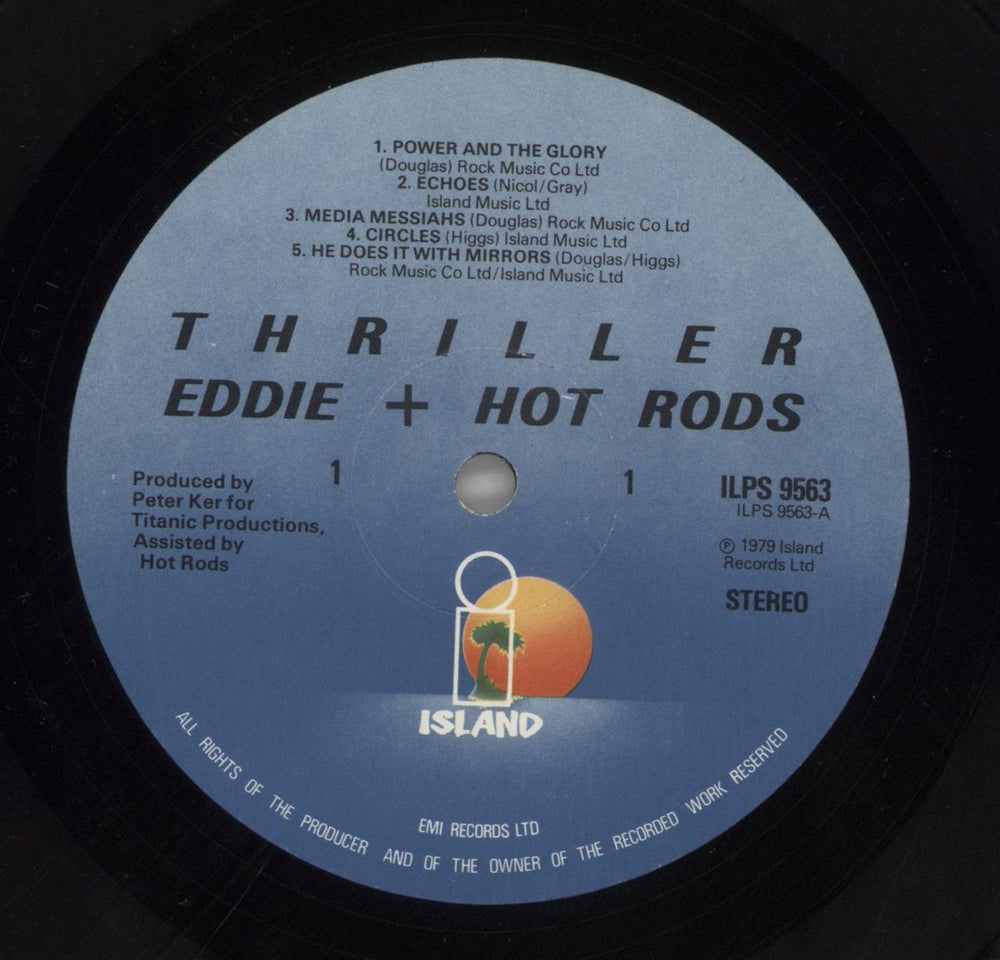 1. POWER AND THE GLORY
(Douglas) Rock Music Co Ltd
2. ECHOES (Nicol/Gray)
Island Music Ltd
3. MEDIA MESSIAHS (Douglas) Rock Music Co Ltd
4. CIRCLES (Higgs) Island Music Ltd
5. HE DOES IT WITH MIRRORS (Douglas/Higgs)
Rock Music Co Ltd/Island Music Ltd
THRILLER
EDDIE + HOT RODS
1 1
Produced by
Peter Ker for
Titanic Productions,
Assisted by
Hot Rods
ILPS 9563
ILPS 9563-A
℗ 1979 Island
Records Ltd
STEREO
i
ISLAND
EMI RECORDS LTD
ALL RIGHTS OF THE PRODUCER AND OF THE OWNER OF THE RECORDED WORK RESERVED